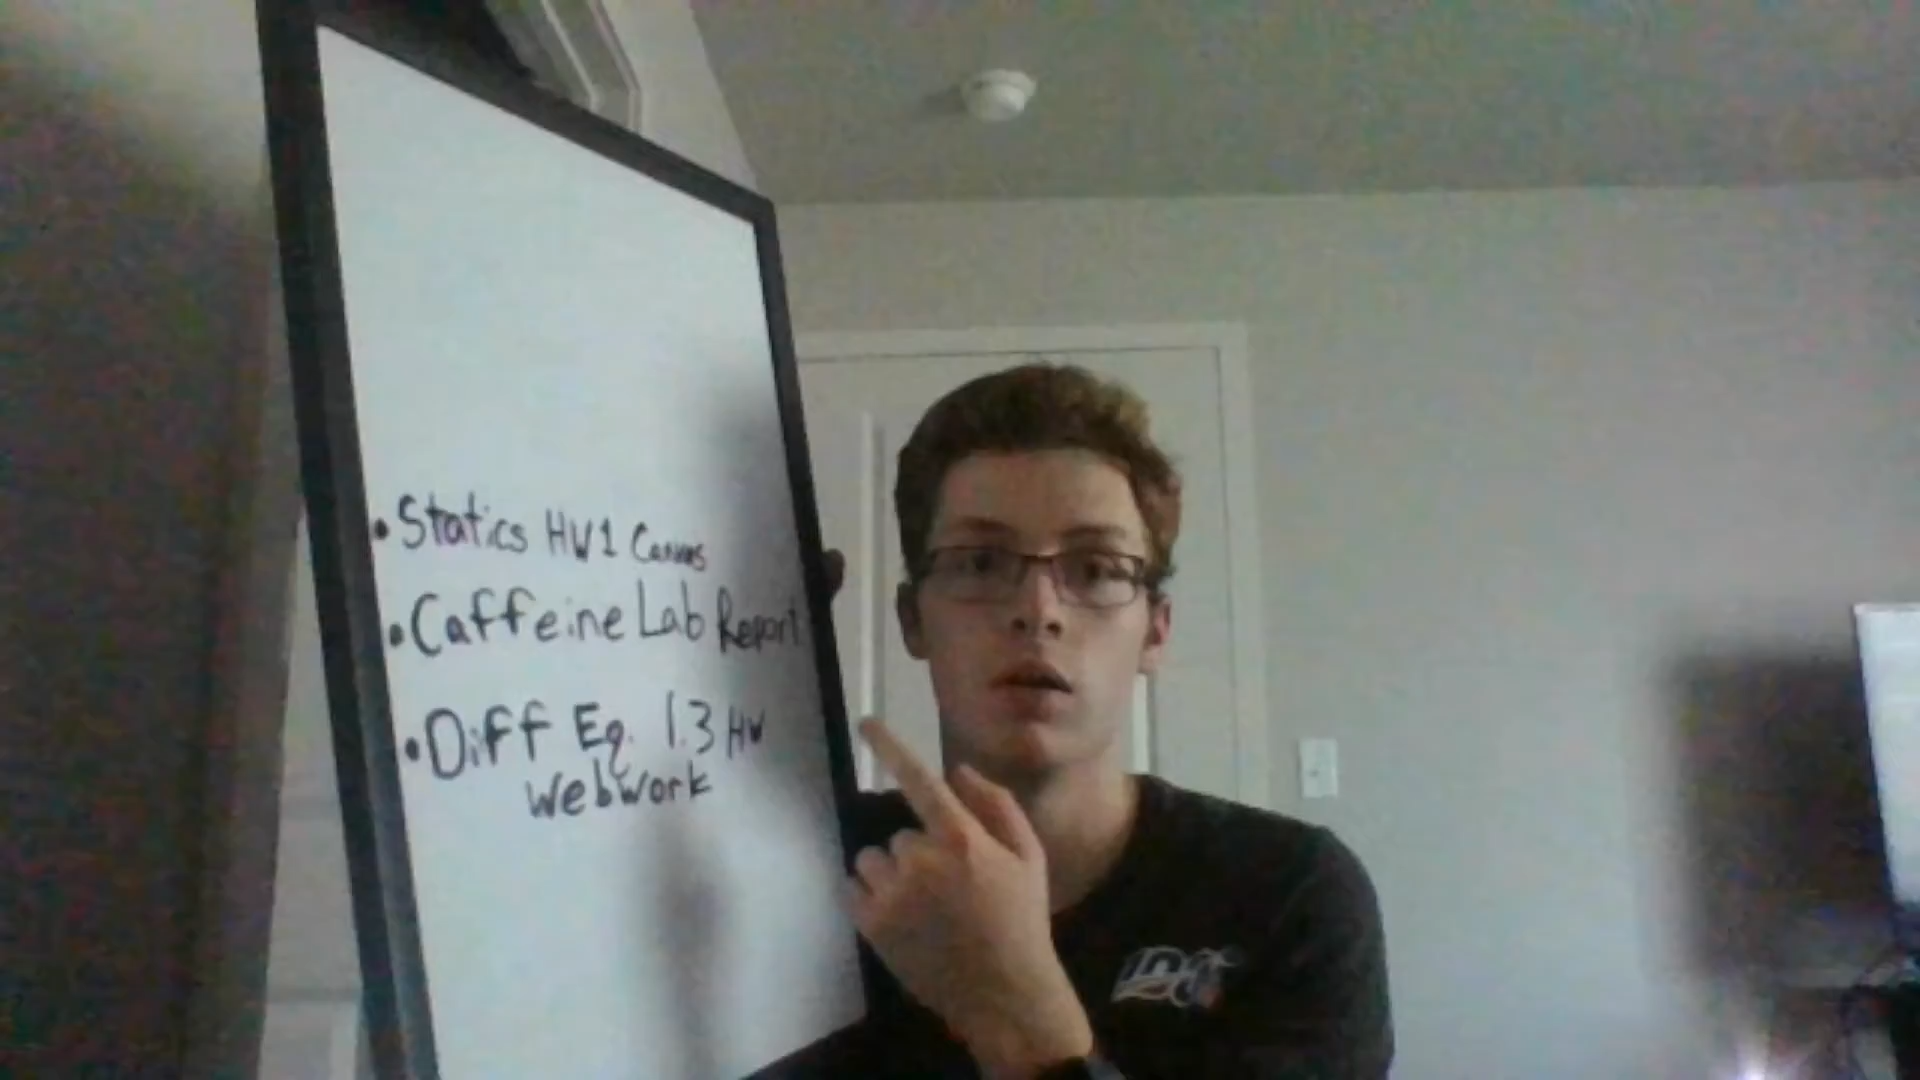 • Statics HW1 Canvas
• Caffeine Lab Report
• Diff Eq. 1.3 HW
WebWork